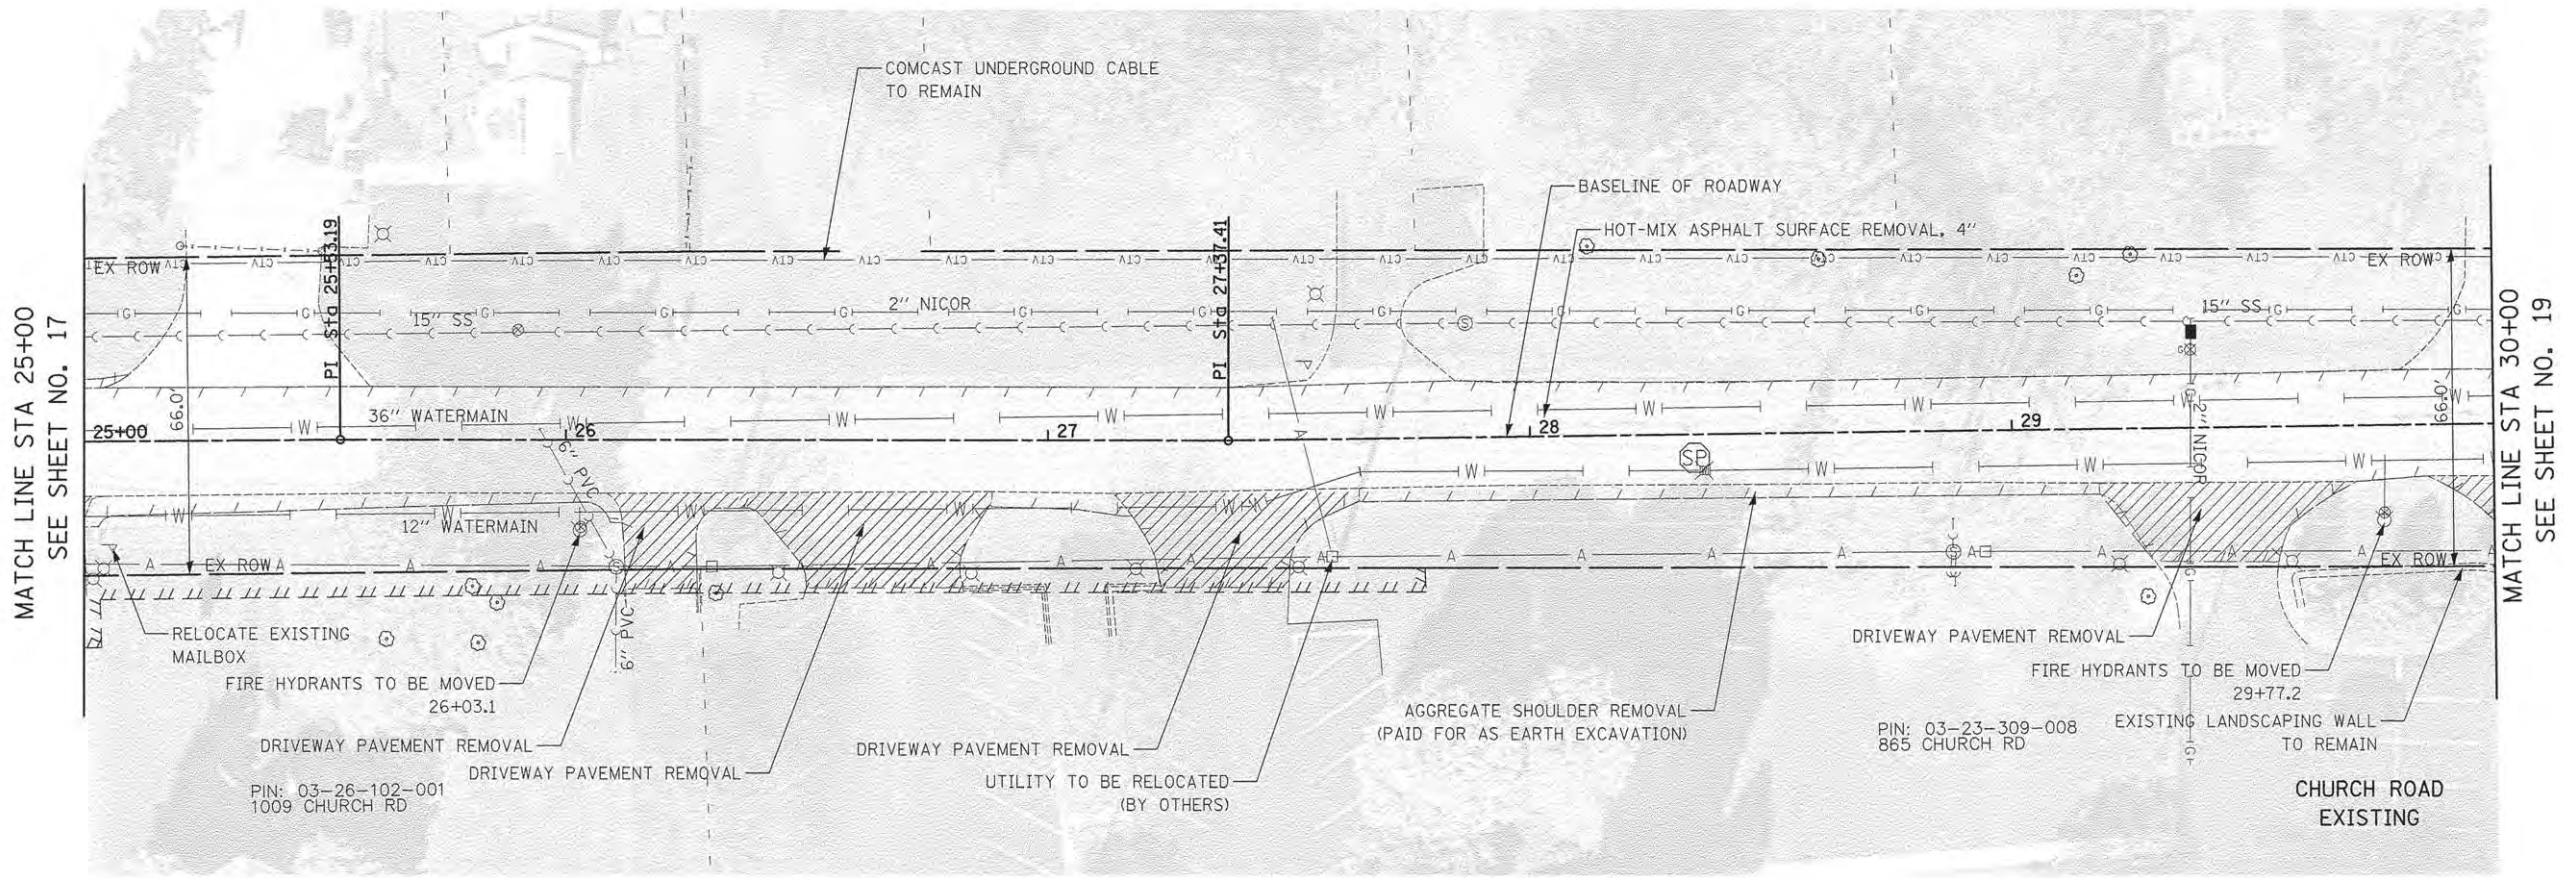 COMCAST UNDERGROUND CABLE
TO REMAIN
BASELINE OF ROADWAY
HOT-MIX ASPHALT SURFACE REMOVAL, 4"
MATCH LINE STA 25+00
SEE SHEET NO. 17
EX ROW
EX ROW
PI Sta 25+53.19
PI Sta 27+37.41
15" SS
2" NICOR
15" SS
66.0'
66.0'
36" WATERMAIN
25+00
26
27
28
29
6" PVC
SP
2" NICOR
12" WATERMAIN
EX ROW
EX ROW
6" PVC
RELOCATE EXISTING
MAILBOX
FIRE HYDRANTS TO BE MOVED
26+03.1
DRIVEWAY PAVEMENT REMOVAL
DRIVEWAY PAVEMENT REMOVAL
PIN: 03-26-102-001
1009 CHURCH RD
DRIVEWAY PAVEMENT REMOVAL
UTILITY TO BE RELOCATED
(BY OTHERS)
AGGREGATE SHOULDER REMOVAL
(PAID FOR AS EARTH EXCAVATION)
DRIVEWAY PAVEMENT REMOVAL
FIRE HYDRANTS TO BE MOVED
29+77.2
PIN: 03-23-309-008
865 CHURCH RD
EXISTING LANDSCAPING WALL
TO REMAIN
CHURCH ROAD
EXISTING
MATCH LINE STA 30+00
SEE SHEET NO. 19